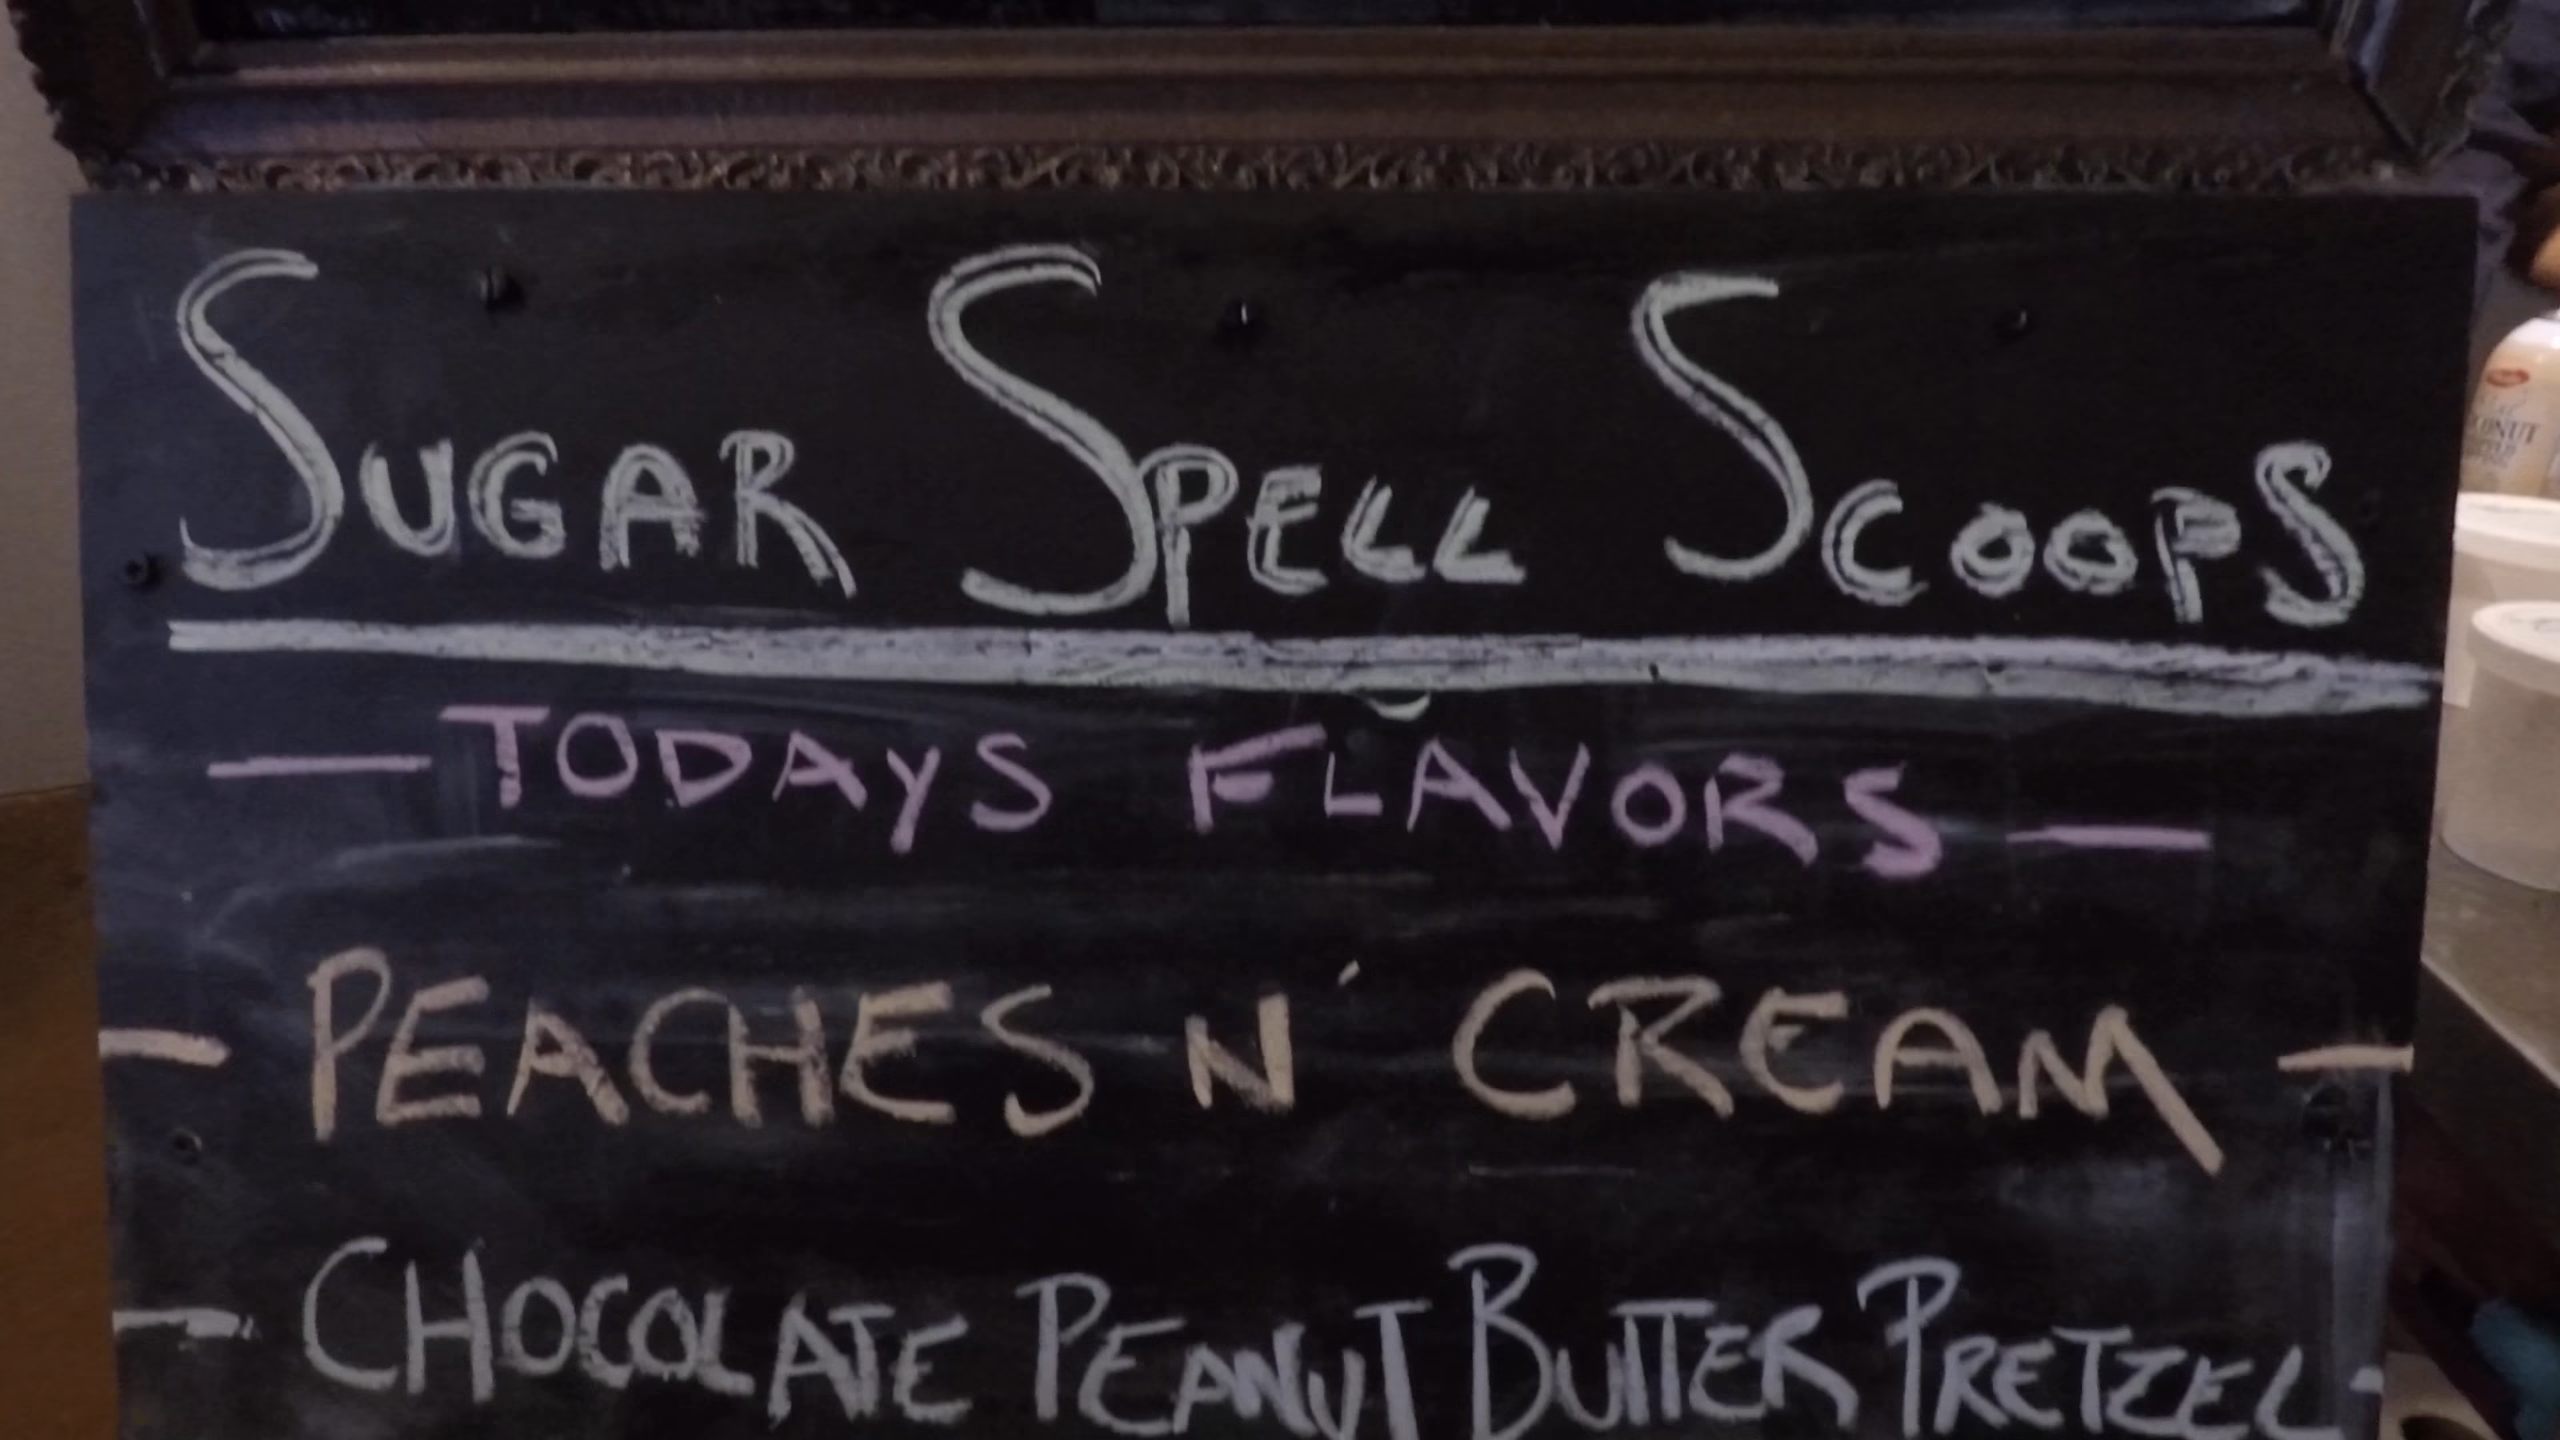 SUGAR SPELL SCOOPS
— TODAYS FLAVORS —
- PEACHES N' CREAM -
- CHOCOLATE PEANUT BUTTER PRETZEL -